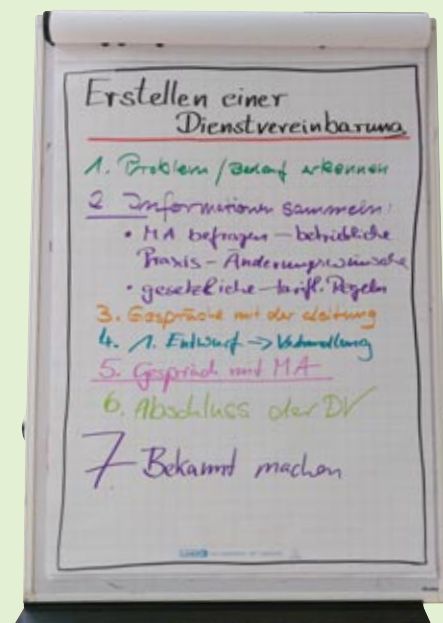 Erstellen einer
Dienstvereinbarung
1. Problem / Bedarf erkennen
2 Informationen sammeln:
• MA befragen – betriebliche
Praxis – Änderungswünsche
• gesetzliche – tarifl. Regeln
3. Gespräche mit der Leitung
4. 1. Entwurf → Verhandlung
5. Gespräch mit MA
6. Abschluss der DV
7 Bekannt machen